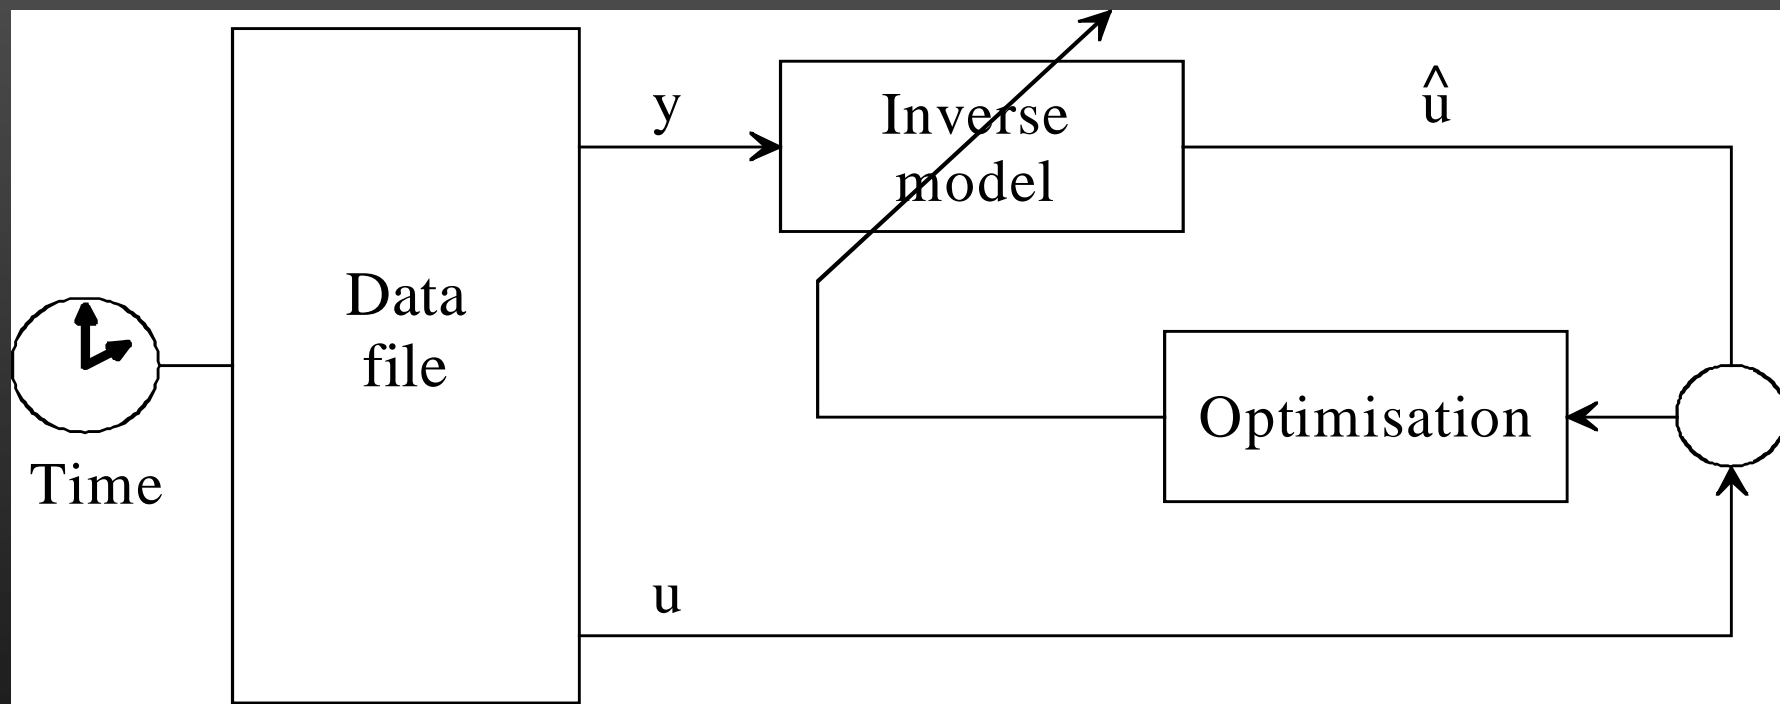 y
Inverse
model
û
Data
file
Time
Optimisation
u